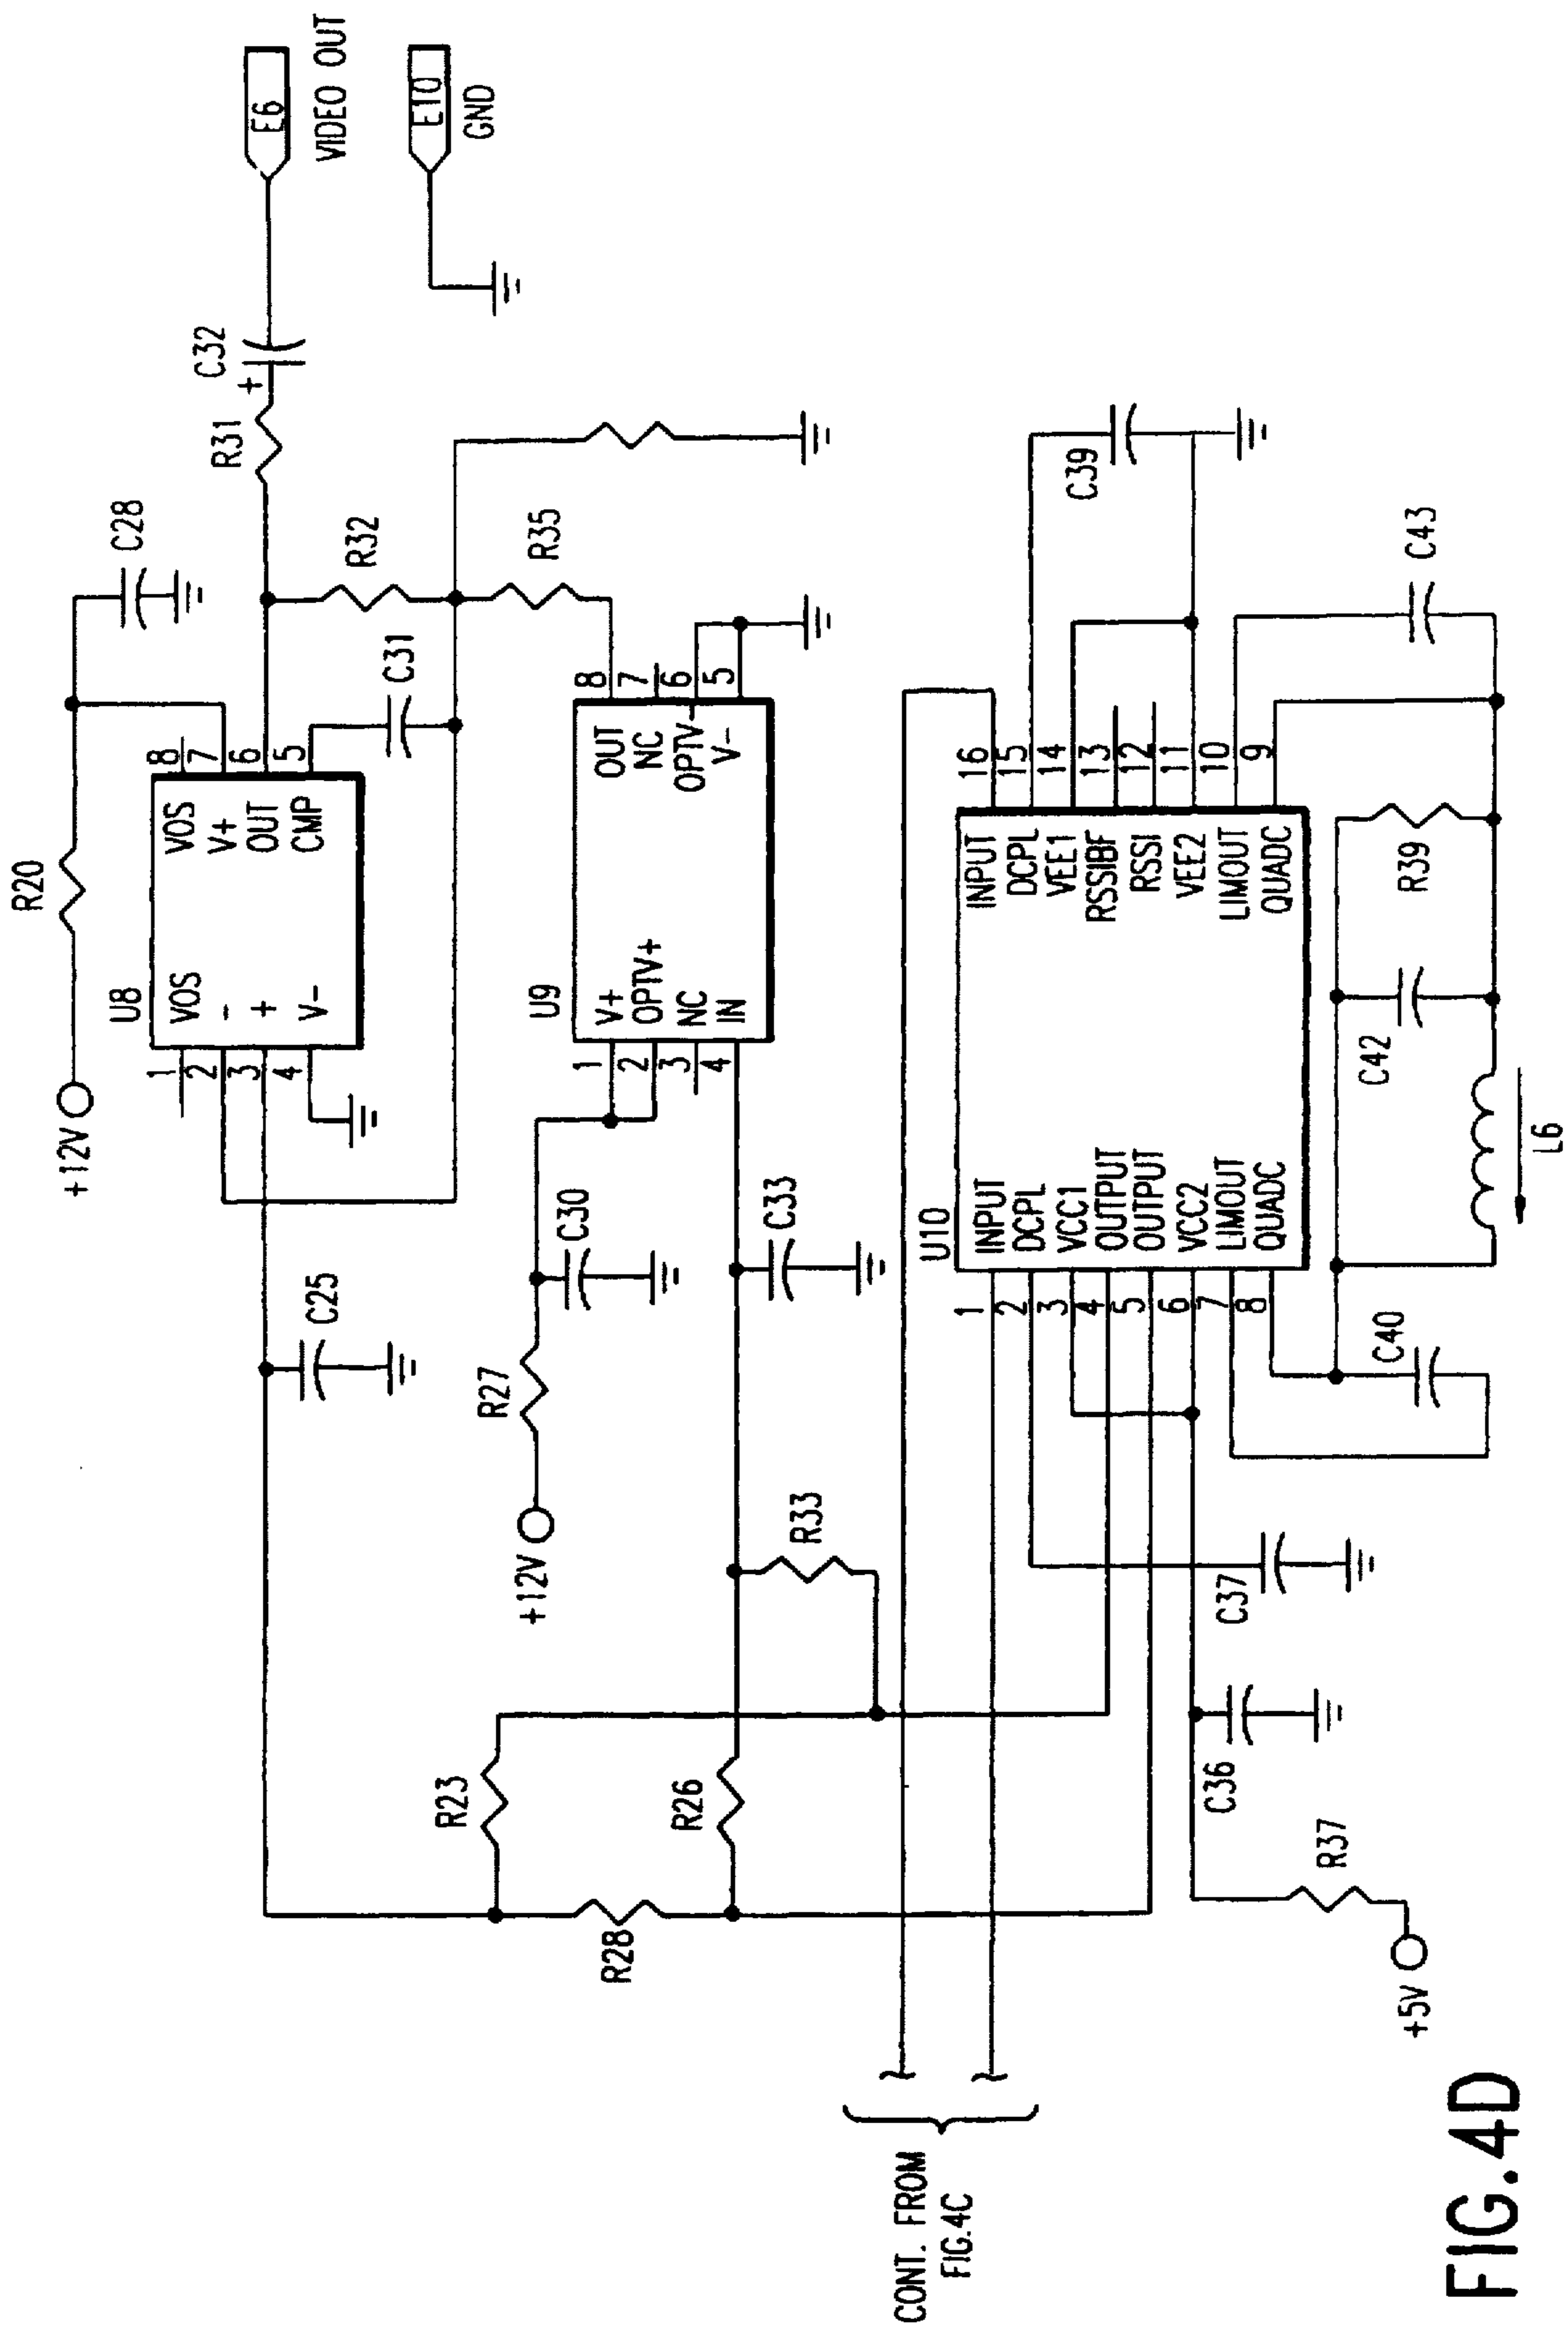 +12V
R20
C28
U8
VOS
-
+
V-
VOS
V+
OUT
CMP
1
2
3
4
8
7
6
5
R31
+
C32
E6
VIDEO OUT
E10
GND
C25
C31
R32
R35
+12V
R27
C30
U9
V+
OPTV+
NC
IN
OUT
NC
OPTV-
V-
1
2
3
4
8
7
6
5
C33
R33
R23
R26
R28
CONT. FROM
FIG.4C
U10
INPUT
DCPL
VCC1
OUTPUT
OUTPUT
VCC2
LIMOUT
QUADC
INPUT
DCPL
VEE1
RSSIBF
RSSI
VEE2
LIMOUT
QUADC
1
2
3
4
5
6
7
8
16
15
14
13
12
11
10
9
C39
C37
C36
R37
+5V
C40
C42
R39
C43
L6
FIG.4D